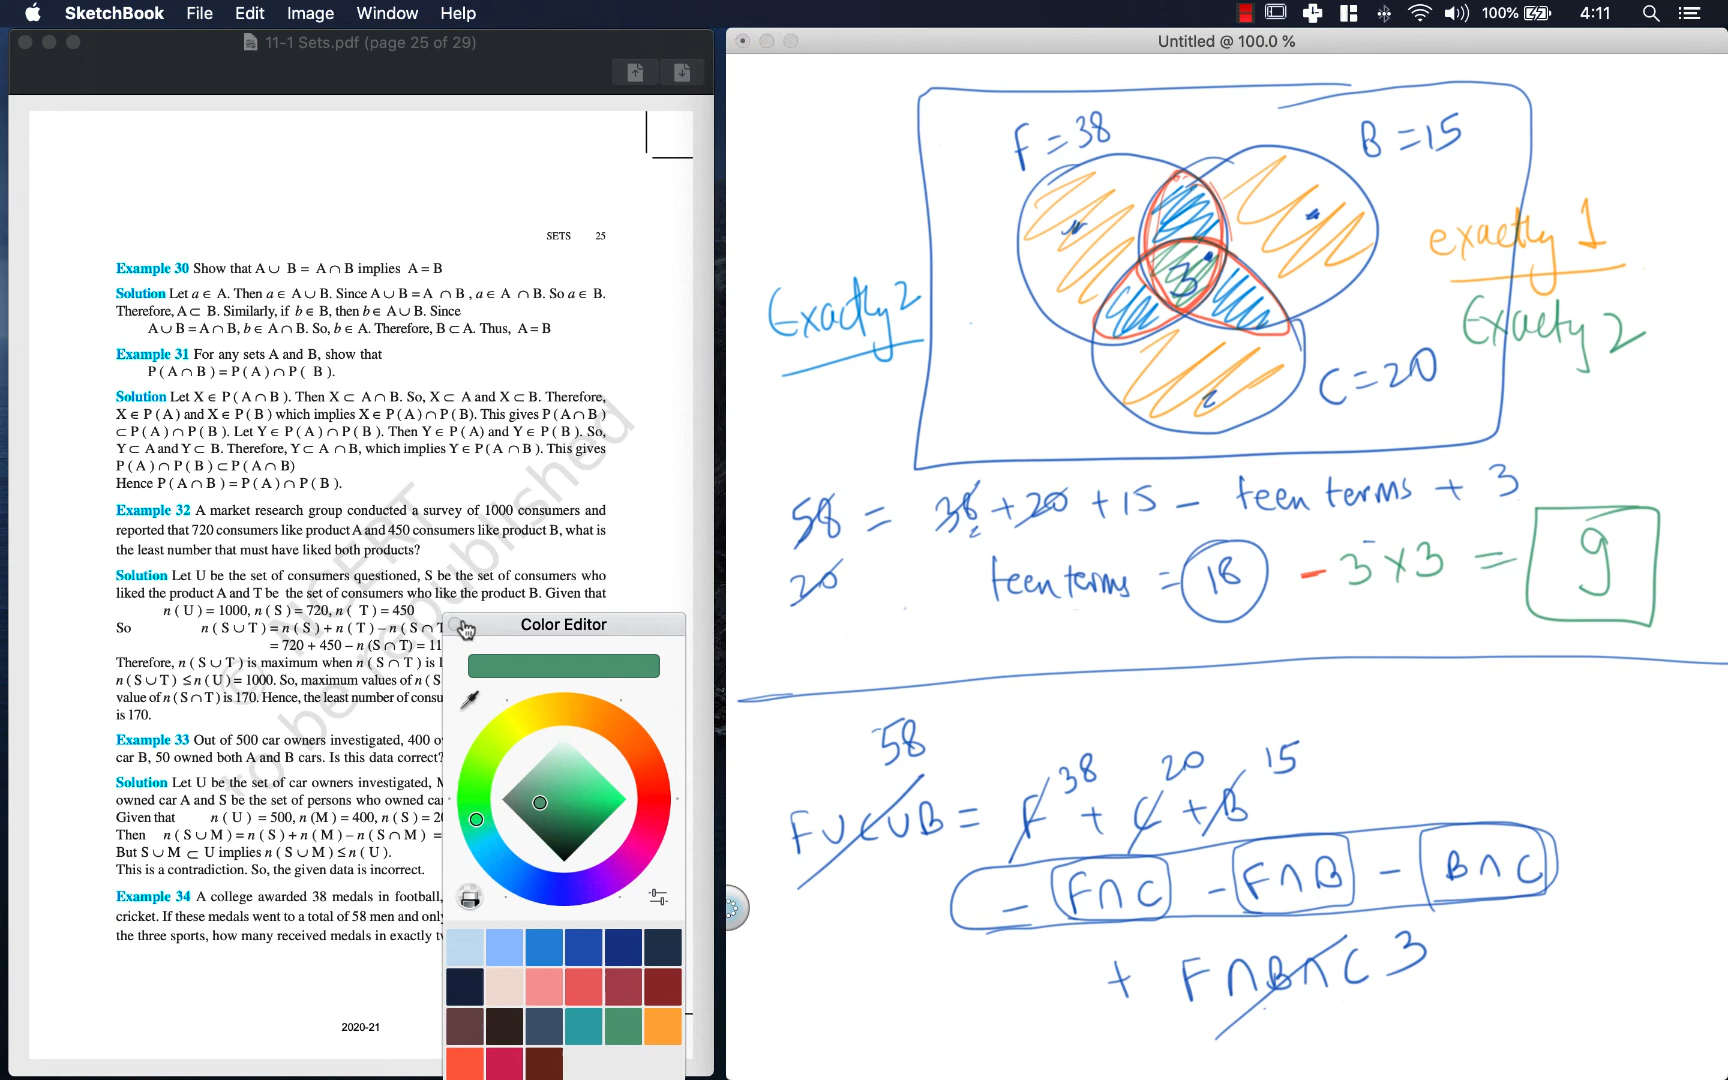 SketchBook File Edit Image Window Help 100% 4:11
11-1 Sets.pdf (page 25 of 29)
SETS 25
Example 30 Show that A ∪ B = A ∩ B implies A = B
Solution Let a ∈ A. Then a ∈ A ∪ B. Since A ∪ B = A ∩ B , a ∈ A ∩ B. So a ∈ B.
Therefore, A ⊂ B. Similarly, if b ∈ B, then b ∈ A ∪ B. Since
A ∪ B = A ∩ B, b ∈ A ∩ B. So, b ∈ A. Therefore, B ⊂ A. Thus, A = B
Example 31 For any sets A and B, show that
P ( A ∩ B ) = P ( A ) ∩ P ( B ).
Solution Let X ∈ P ( A ∩ B ). Then X ⊂ A ∩ B. So, X ⊂ A and X ⊂ B. Therefore,
X ∈ P ( A ) and X ∈ P ( B ) which implies X ∈ P ( A ) ∩ P ( B). This gives P ( A ∩ B )
⊂ P ( A ) ∩ P ( B ). Let Y ∈ P ( A ) ∩ P ( B ). Then Y ∈ P ( A) and Y ∈ P ( B ). So,
Y ⊂ A and Y ⊂ B. Therefore, Y ⊂ A ∩ B, which implies Y ∈ P ( A ∩ B ). This gives
P ( A ) ∩ P ( B ) ⊂ P ( A ∩ B)
Hence P ( A ∩ B ) = P ( A ) ∩ P ( B ).
Example 32 A market research group conducted a survey of 1000 consumers and
reported that 720 consumers like product A and 450 consumers like product B, what is
the least number that must have liked both products?
Solution Let U be the set of consumers questioned, S be the set of consumers who
liked the product A and T be the set of consumers who like the product B. Given that
n ( U ) = 1000, n ( S ) = 720, n ( T ) = 450
So n ( S ∪ T ) = n ( S ) + n ( T ) – n ( S ∩ T
= 720 + 450 – n (S ∩ T) = 11
Therefore, n ( S ∪ T ) is maximum when n ( S ∩ T ) is l
n ( S ∪ T ) ≤ n ( U ) = 1000. So, maximum values of n ( S
value of n ( S ∩ T ) is 170. Hence, the least number of consu
is 170.
Example 33 Out of 500 car owners investigated, 400 o
car B, 50 owned both A and B cars. Is this data correct?
Solution Let U be the set of car owners investigated, M
owned car A and S be the set of persons who owned car
Given that n ( U ) = 500, n (M ) = 400, n ( S ) = 20
Then n ( S ∪ M ) = n ( S ) + n ( M ) – n ( S ∩ M ) =
But S ∪ M ⊂ U implies n ( S ∪ M ) ≤ n ( U ).
This is a contradiction. So, the given data is incorrect.
Example 34 A college awarded 38 medals in football,
cricket. If these medals went to a total of 58 men and only
the three sports, how many received medals in exactly tw
2020-21
© NCERT
to be republished
Color Editor
Untitled @ 100.0 %
F = 38
B = 15
exactly 1
Exactly 2
3
Exacty 2
C = 20
58 = 38 + 20 + 15 - teen terms + 3
20 2
teen terms = 18 - 3 × 3 = 9
58 38 20 15
F ∪ C ∪ B = F + C + B
- F ∩ C - F ∩ B - B ∩ C
+ F ∩ B ∩ C 3